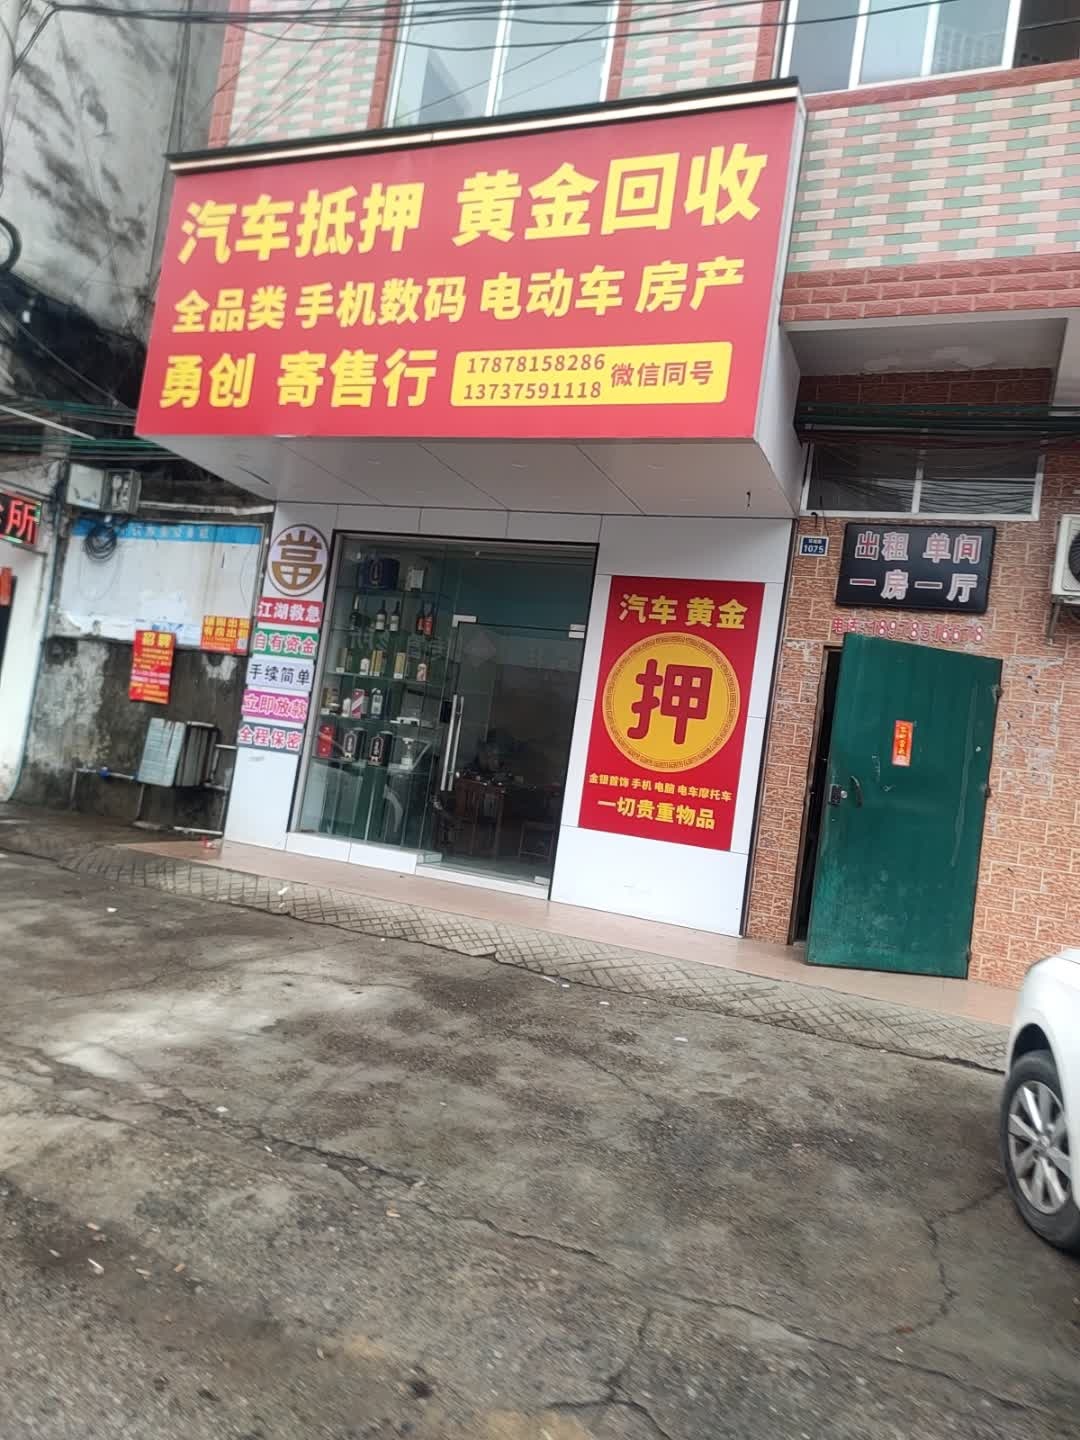 汽车抵押 黄金回收
全品类 手机数码 电动车 房产
勇创 寄售行
17878158286
13737591118
微信同号
當
江湖救急
自有资金
手续简单
立即放款
全程保密
汽车 黄金
押
金银首饰 手机 电脑 电车摩托车
一切贵重物品
1075
出租 单间
一房一厅
招聘
所